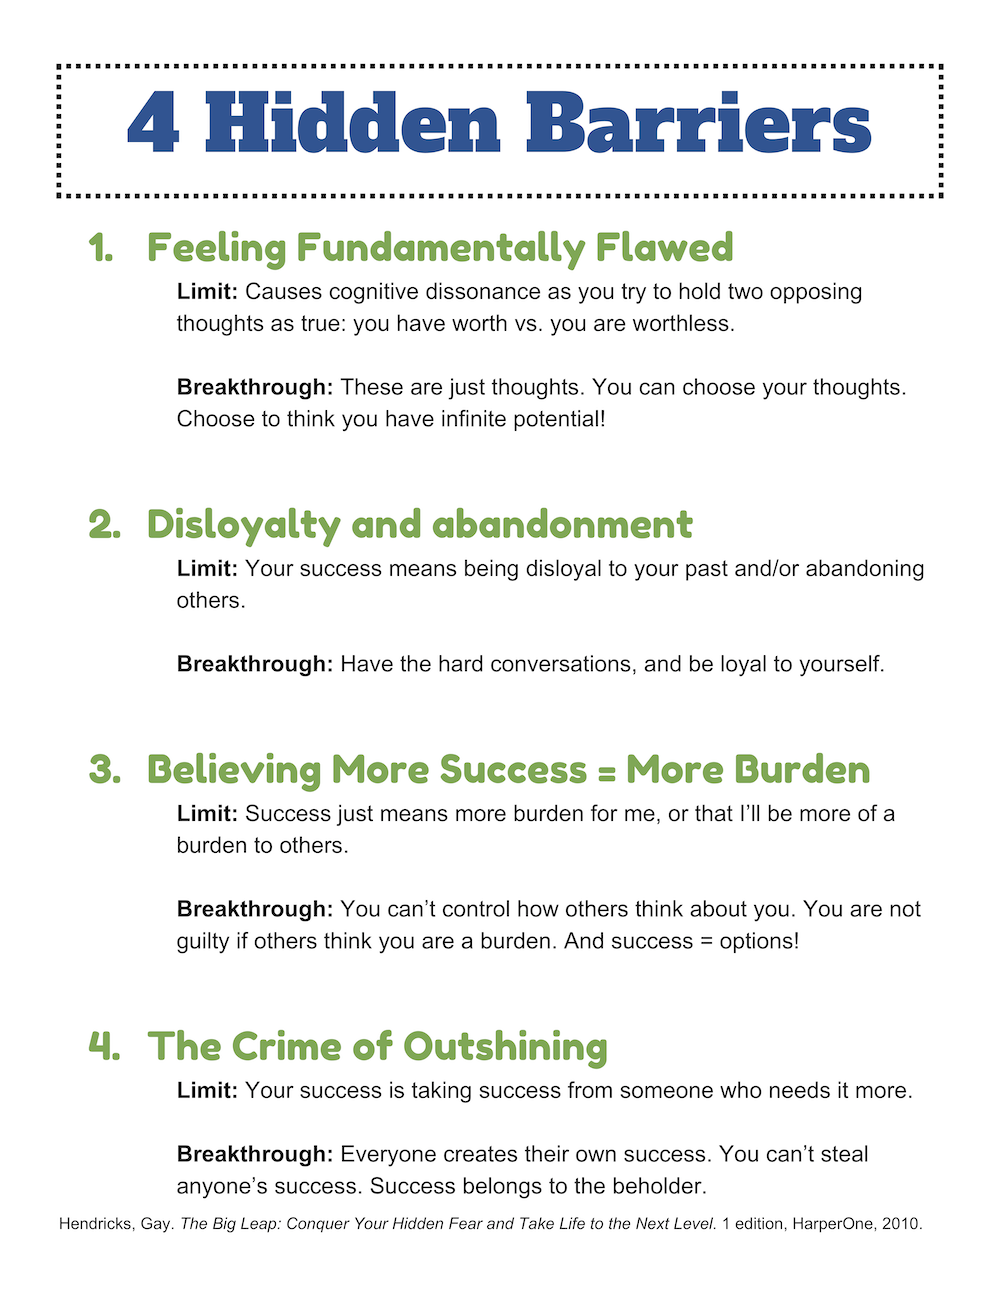 4 Hidden Barriers
1. Feeling Fundamentally Flawed
Limit: Causes cognitive dissonance as you try to hold two opposing
thoughts as true: you have worth vs. you are worthless.
Breakthrough: These are just thoughts. You can choose your thoughts.
Choose to think you have infinite potential!
2. Disloyalty and abandonment
Limit: Your success means being disloyal to your past and/or abandoning
others.
Breakthrough: Have the hard conversations, and be loyal to yourself.
3. Believing More Success = More Burden
Limit: Success just means more burden for me, or that I’ll be more of a
burden to others.
Breakthrough: You can’t control how others think about you. You are not
guilty if others think you are a burden. And success = options!
4. The Crime of Outshining
Limit: Your success is taking success from someone who needs it more.
Breakthrough: Everyone creates their own success. You can’t steal
anyone’s success. Success belongs to the beholder.
Hendricks, Gay. The Big Leap: Conquer Your Hidden Fear and Take Life to the Next Level. 1 edition, HarperOne, 2010.